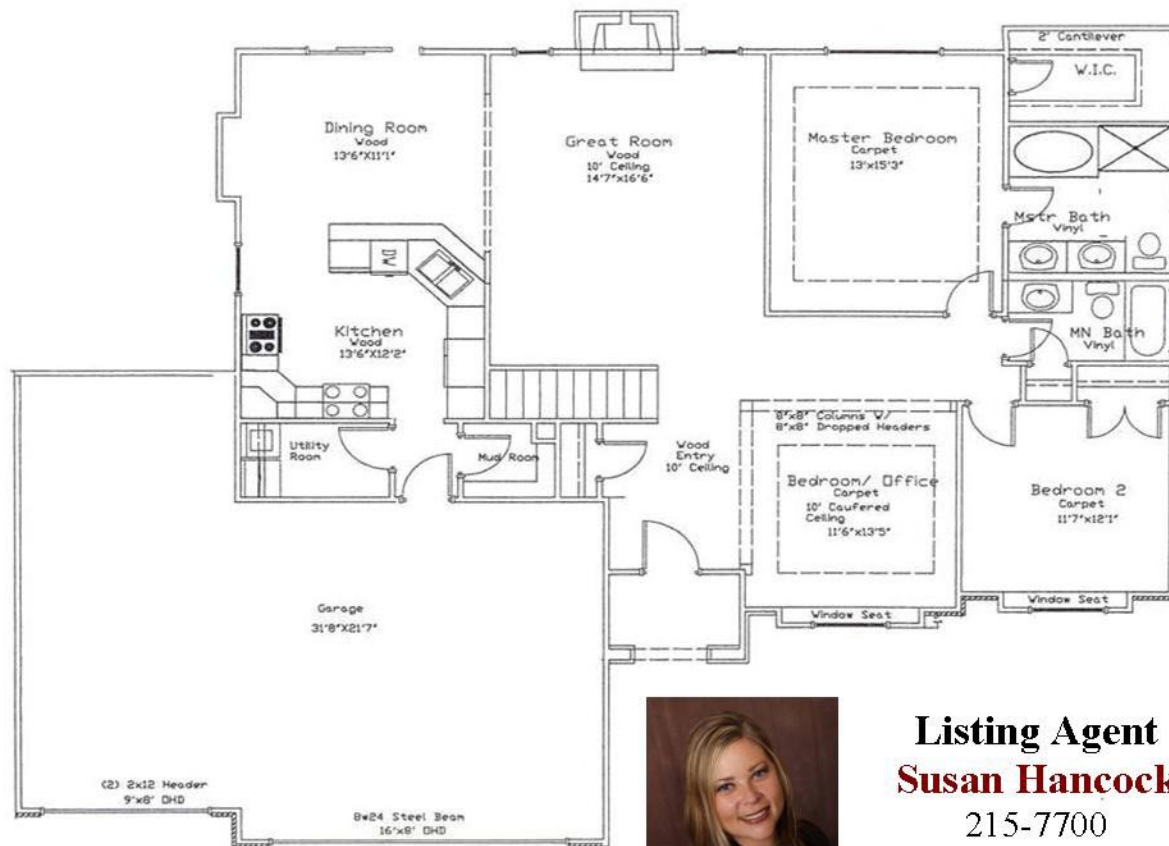 2' Cantilever
W.I.C.
Dining Room
Wood
13'6"X11'1"
Great Room
Wood
10' Ceiling
14'7"x16'6"
Master Bedroom
Carpet
13'x15'3"
Mstr Bath
Vinyl
DW
Kitchen
Wood
13'6"X12'2"
MN Bath
Vinyl
8"x8" Columns W/
8"x8" Dropped Headers
Utility
Room
Mud Room
Wood
Entry
10' Ceiling
Bedroom/ Office
Carpet
10' Caufered
Ceiling
11'6"x13'5"
Bedroom 2
Carpet
11'7"x12'1"
Window Seat
Window Seat
Garage
31'8"X21'7"
(2) 2x12 Header
9'x8' OHD
8w24 Steel Beam
16'x8' OHD
Listing Agent
Susan Hancock
215-7700